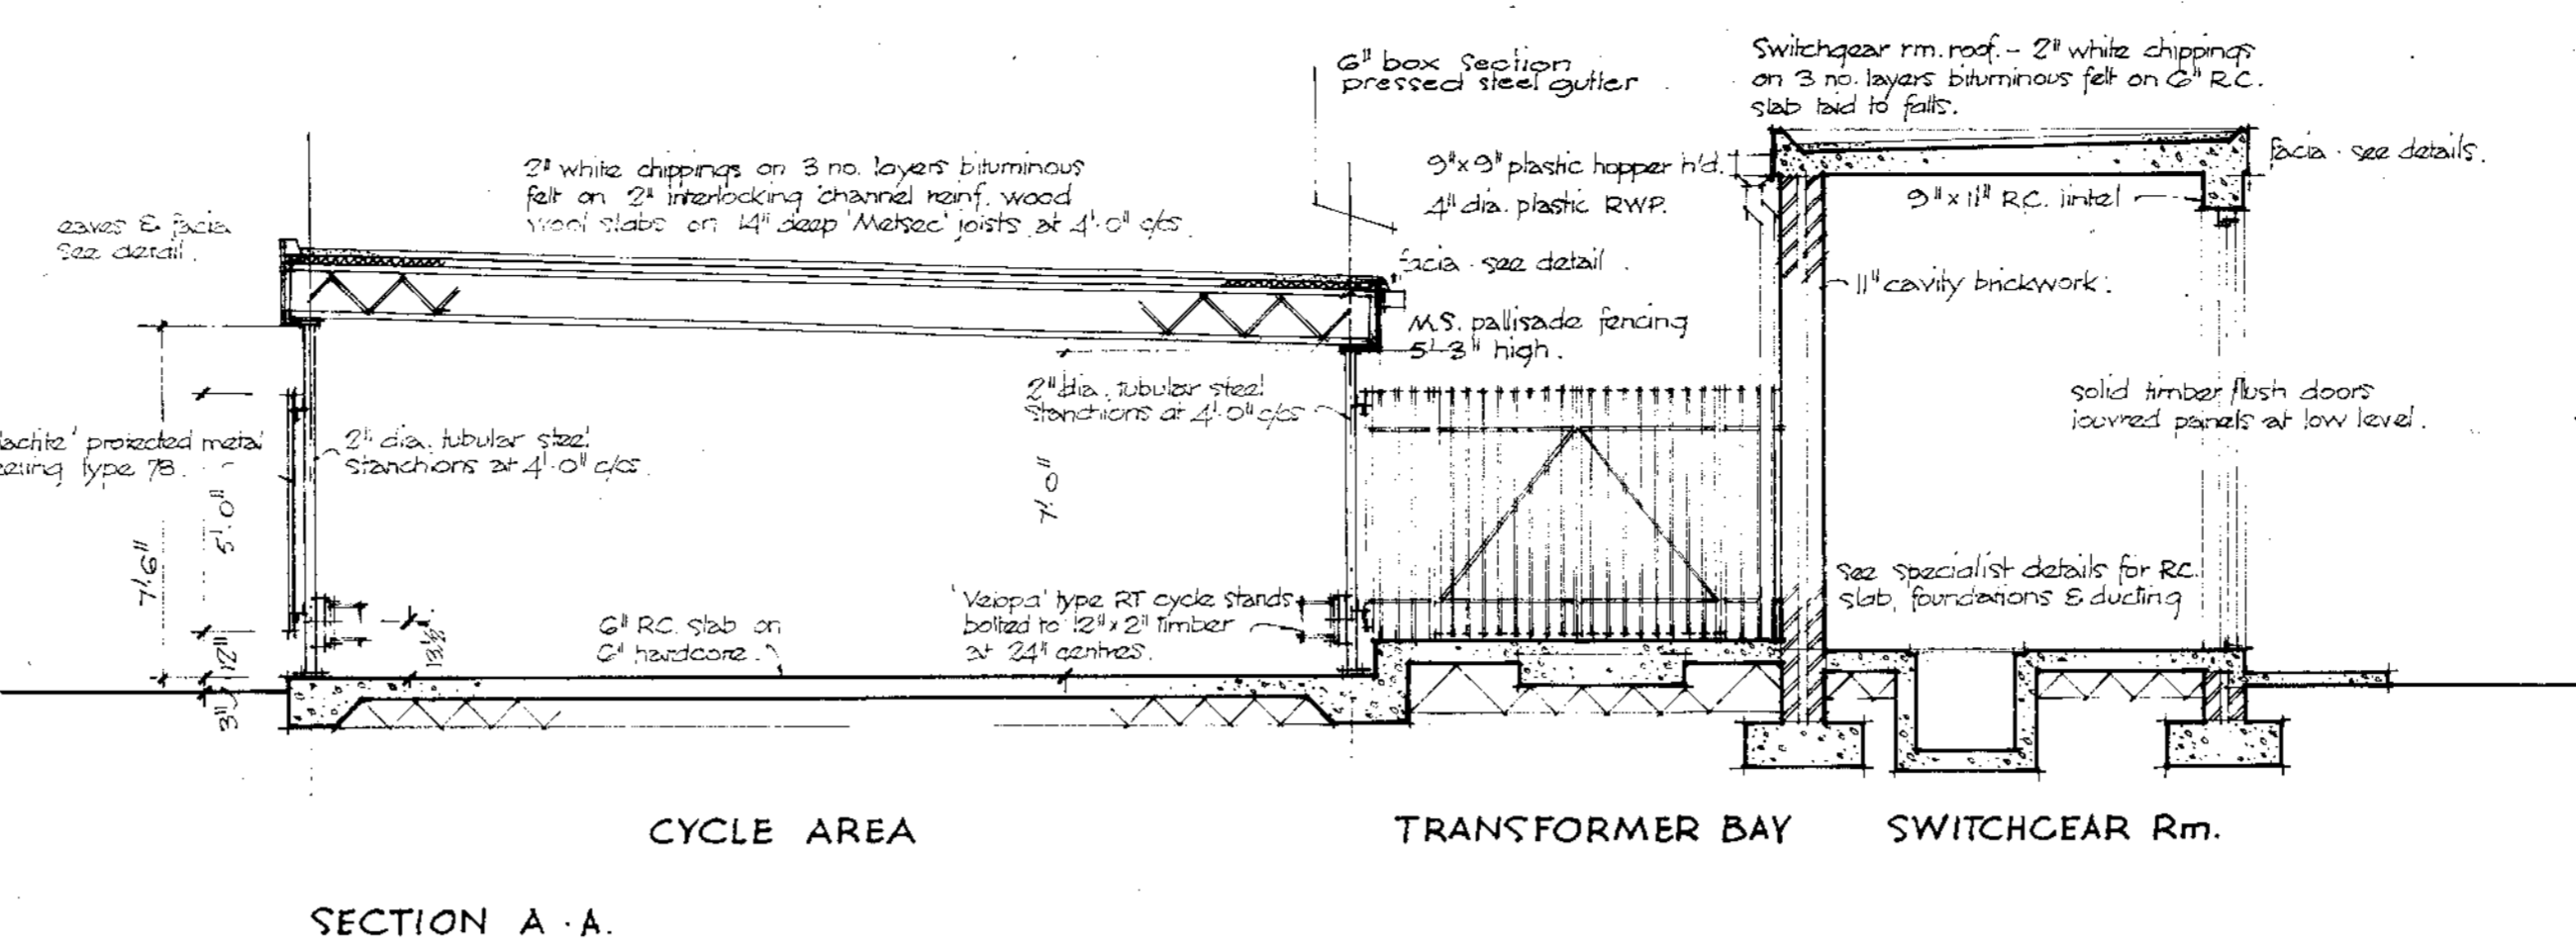 6" box section
pressed steel gutter
Switchgear rm. roof. - 2" white chippings
on 3 no. layers bituminous felt on 6" R.C.
slab laid to falls.
2" white chippings on 3 no. layers bituminous
felt on 2" interlocking channel reinf. wood
wool slabs on 14" deep 'Metsec' joists at 4'-0" c/cs
9"x9" plastic hopper h'd.
4" dia. plastic RWP.
facia - see details.
9"x11" R.C. lintel
eaves & facia
see detail.
facia - see detail.
11" cavity brickwork.
M.S. pallisade fencing
5'-3" high.
2" dia. tubular steel
stanchions at 4'-0" c/cs
solid timber flush doors
louvred panels at low level.
protected metal
type 78.
2" dia. tubular steel
stanchions at 4'-0" c/cs.
5'-0"
7'-6"
7'-0"
12"
3"
13½"
6" R.C. slab on
6" hardcore.
'Velopa' type RT cycle stands
bolted to 12"x2" timber
at 24" centres.
see specialist details for RC.
slab, foundations & ducting
CYCLE AREA
TRANSFORMER BAY
SWITCHGEAR Rm.
SECTION A-A.